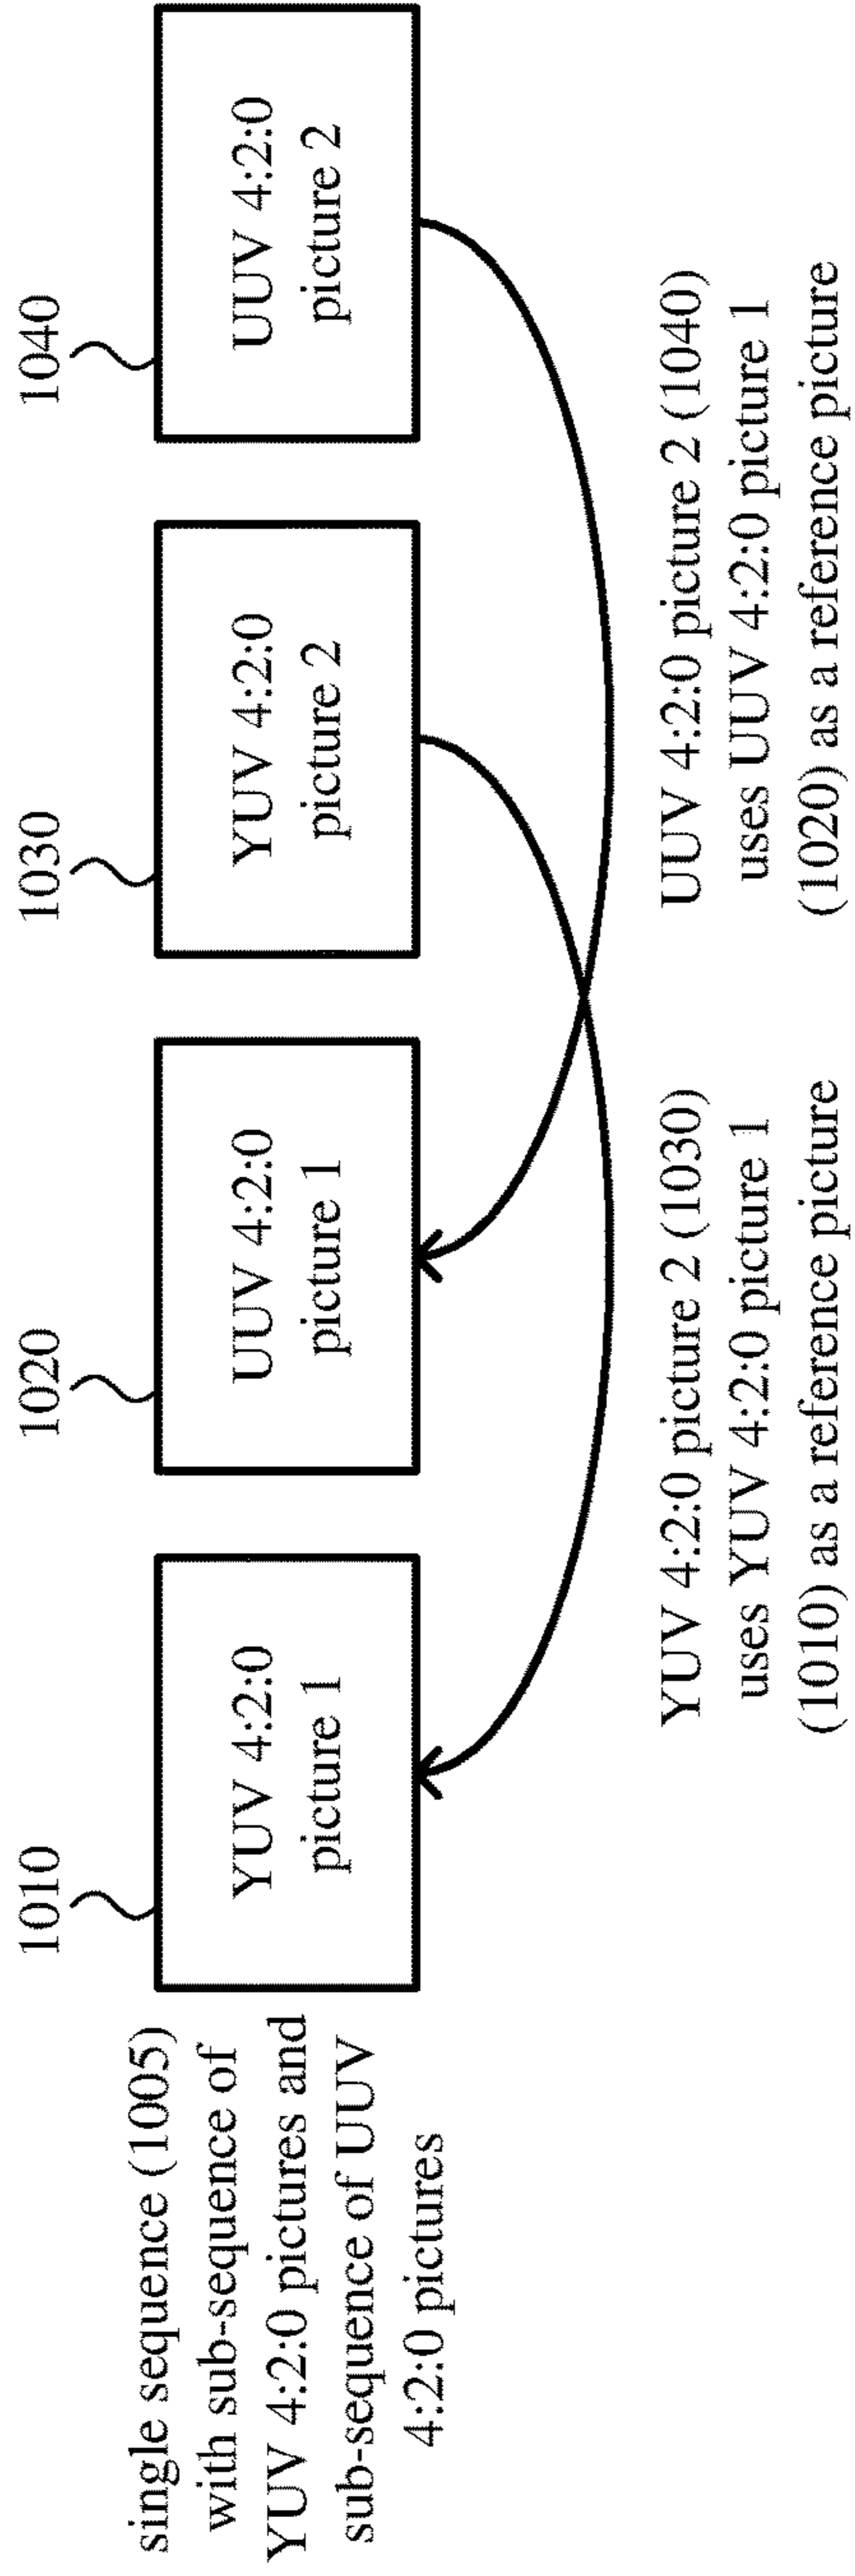 single sequence (1005)
with sub-sequence of
YUV 4:2:0 pictures and
sub-sequence of UUV
4:2:0 pictures
1010
YUV 4:2:0
picture 1
1020
UUV 4:2:0
picture 1
1030
YUV 4:2:0
picture 2
1040
UUV 4:2:0
picture 2
YUV 4:2:0 picture 2 (1030)
uses YUV 4:2:0 picture 1
(1010) as a reference picture
UUV 4:2:0 picture 2 (1040)
uses UUV 4:2:0 picture 1
(1020) as a reference picture